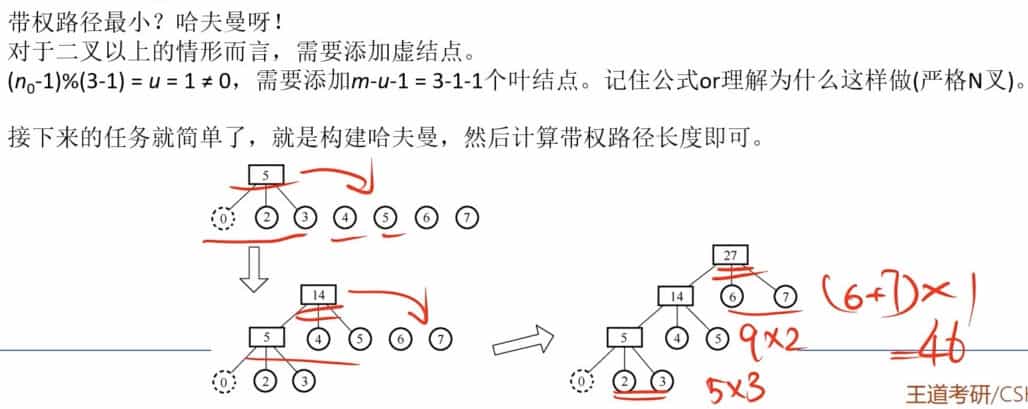 带权路径最小？哈夫曼呀！
对于二叉以上的情形而言，需要添加虚结点。
(n₀-1)%(3-1) = u = 1 ≠ 0，需要添加m-u-1 = 3-1-1个叶结点。记住公式or理解为什么这样做(严格N叉)。
接下来的任务就简单了，就是构建哈夫曼，然后计算带权路径长度即可。
5
0 2 3 4 5 6 7
14
5 4 5 6 7
0 2 3
27
14 6 7 (6+7)×1
5 4 5 9×2 =46
0 2 3 5×3
王道考研/CSK